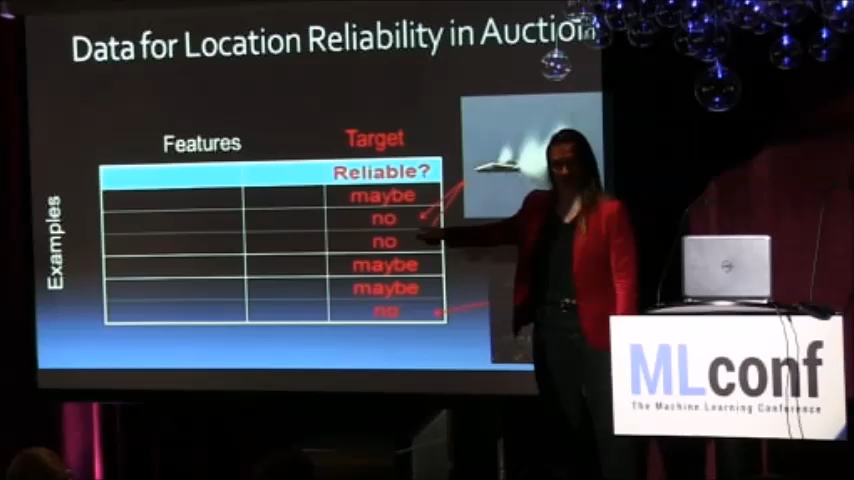 Data for Location Reliability in Auction
Features
Target
Reliable?
maybe
no
no
maybe
maybe
no
Examples
MLconf
The Machine Learning Conference